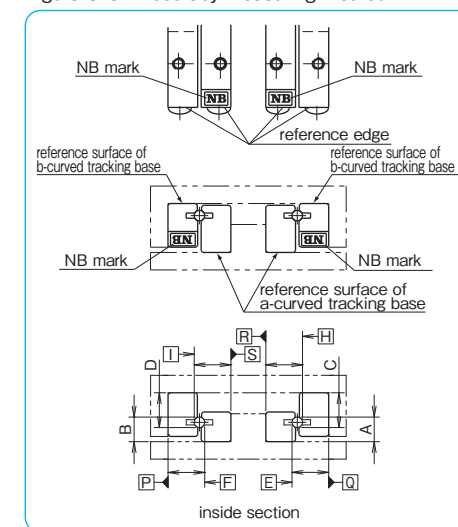 NB mark
NB mark
NB
NB
reference edge
reference surface of
b-curved tracking base
reference surface of
b-curved tracking base
NB
NB
NB mark
NB mark
reference surface of
a-curved tracking base
R
H
I
S
D
C
B
A
P
F
E
Q
inside section